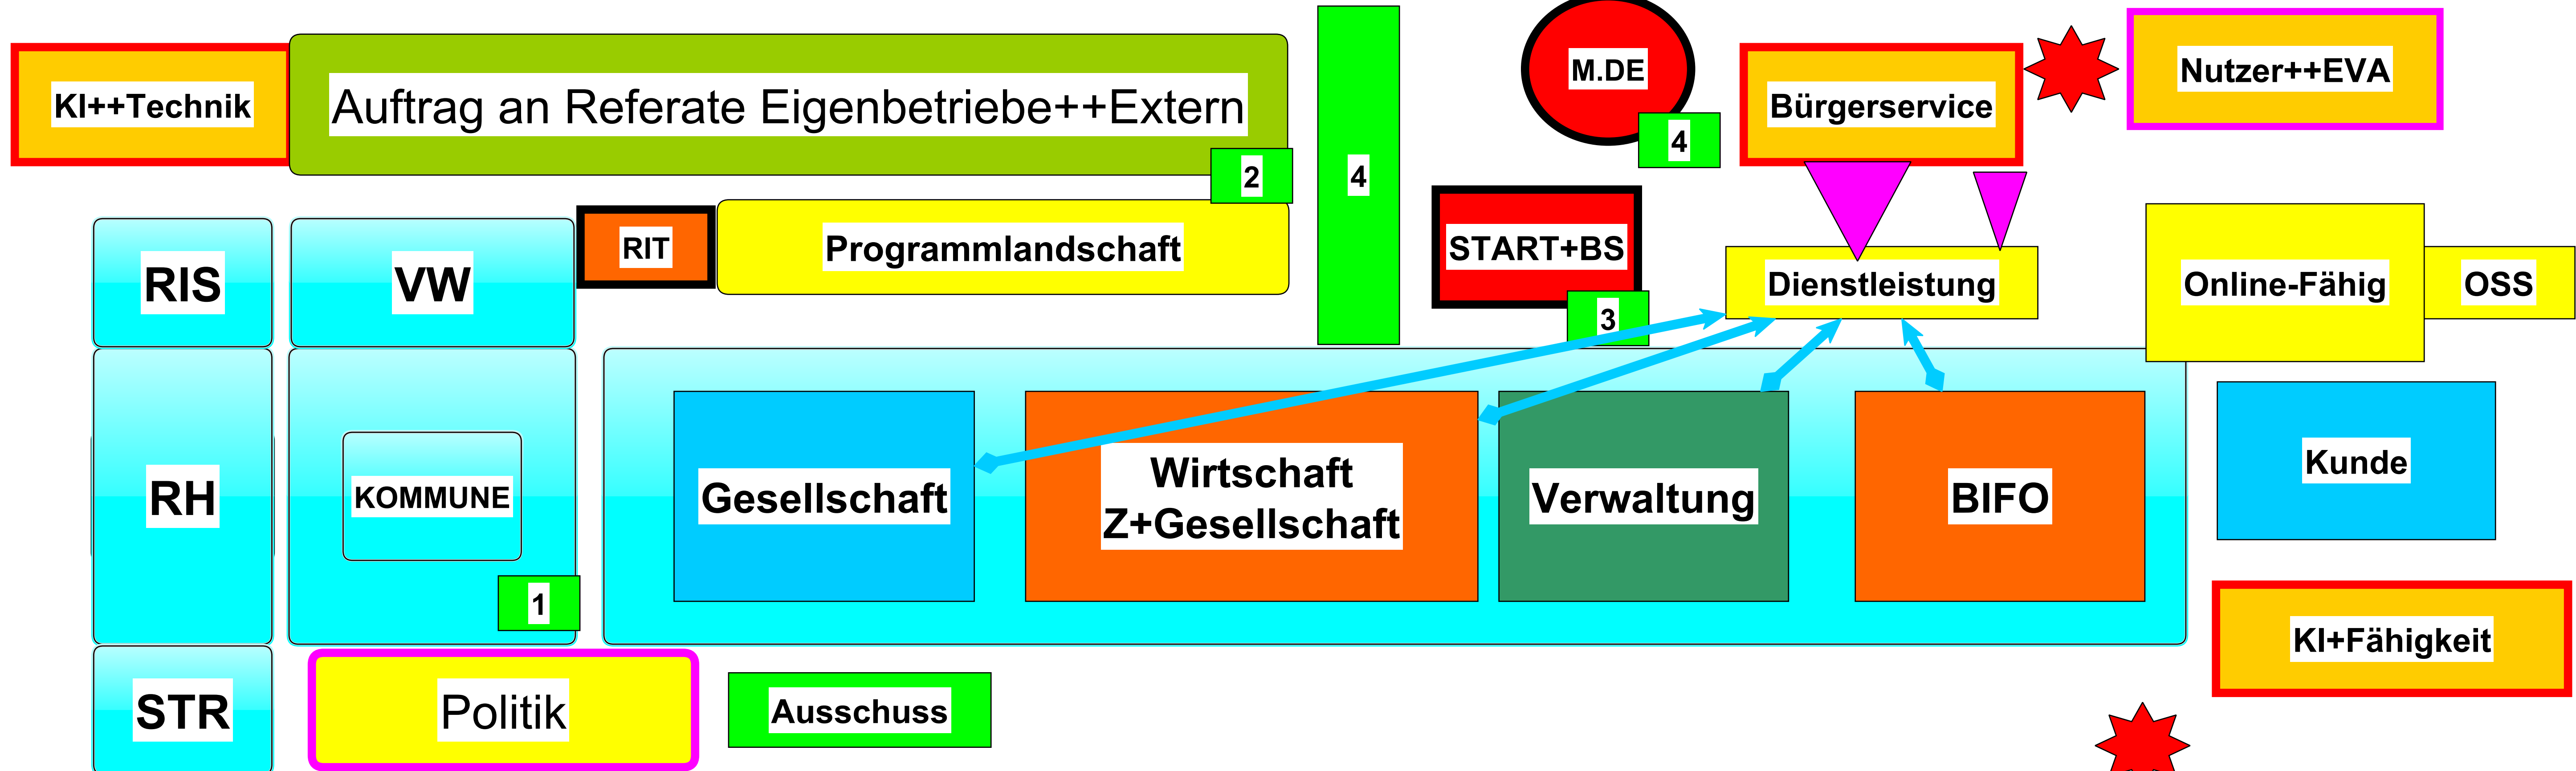 KI++Technik
Auftrag an Referate Eigenbetriebe++Extern
2
4
M.DE
4
Bürgerservice
Nutzer++EVA
RIS
VW
RIT
Programmlandschaft
START+BS
3
Dienstleistung
Online-Fähig
OSS
RH
KOMMUNE
1
Gesellschaft
Wirtschaft
Z+Gesellschaft
Verwaltung
BIFO
Kunde
KI+Fähigkeit
STR
Politik
Ausschuss